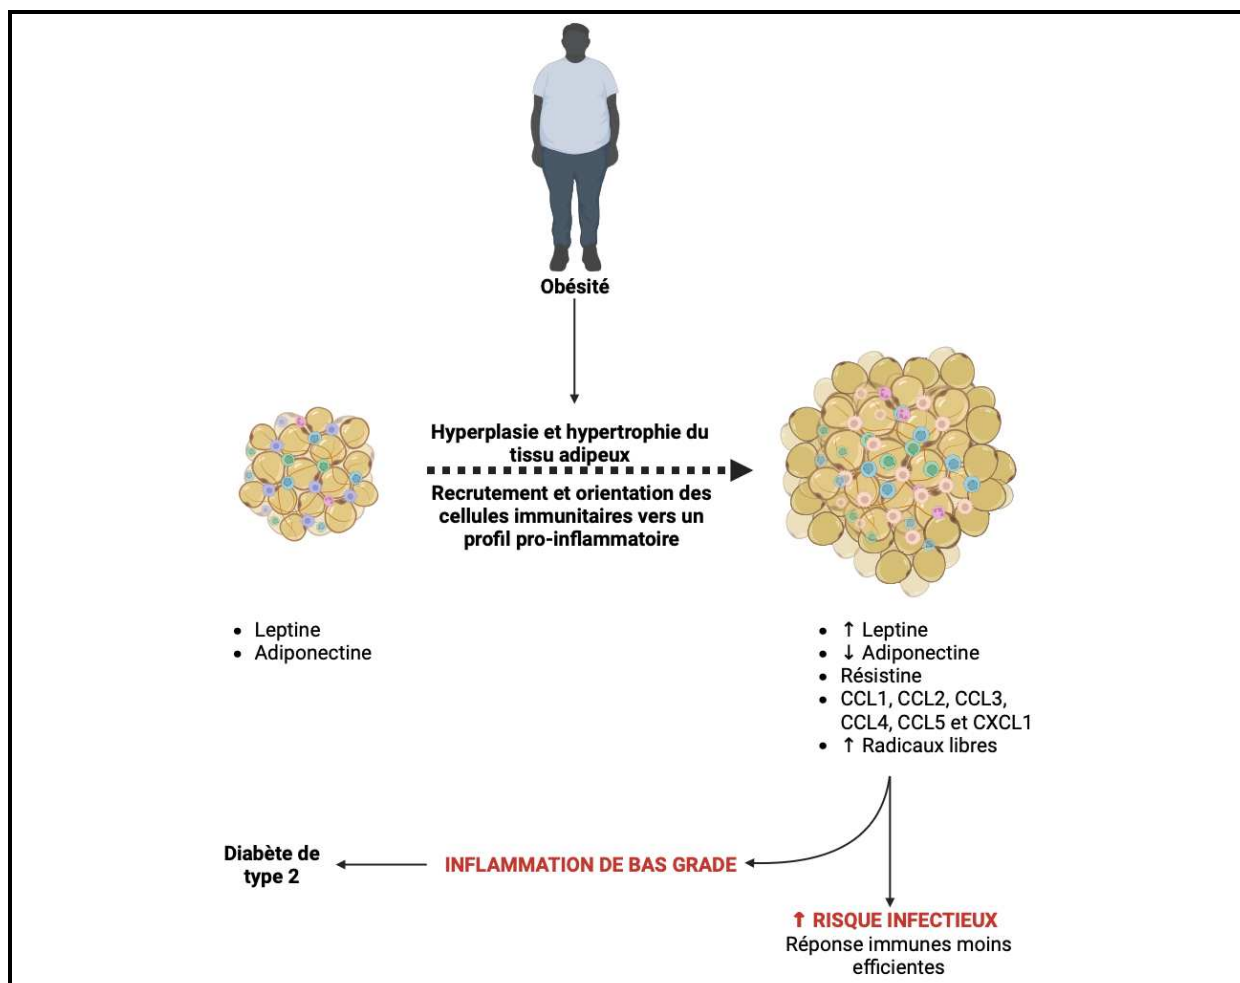 Obésité
Hyperplasie et hypertrophie du
tissu adipeux
Recrutement et orientation des
cellules immunitaires vers un
profil pro-inflammatoire
• Leptine
• Adiponectine
• ↑ Leptine
• ↓ Adiponectine
• Résistine
• CCL1, CCL2, CCL3,
CCL4, CCL5 et CXCL1
• ↑ Radicaux libres
Diabète de
type 2
INFLAMMATION DE BAS GRADE
↑ RISQUE INFECTIEUX
Réponse immunes moins
efficientes